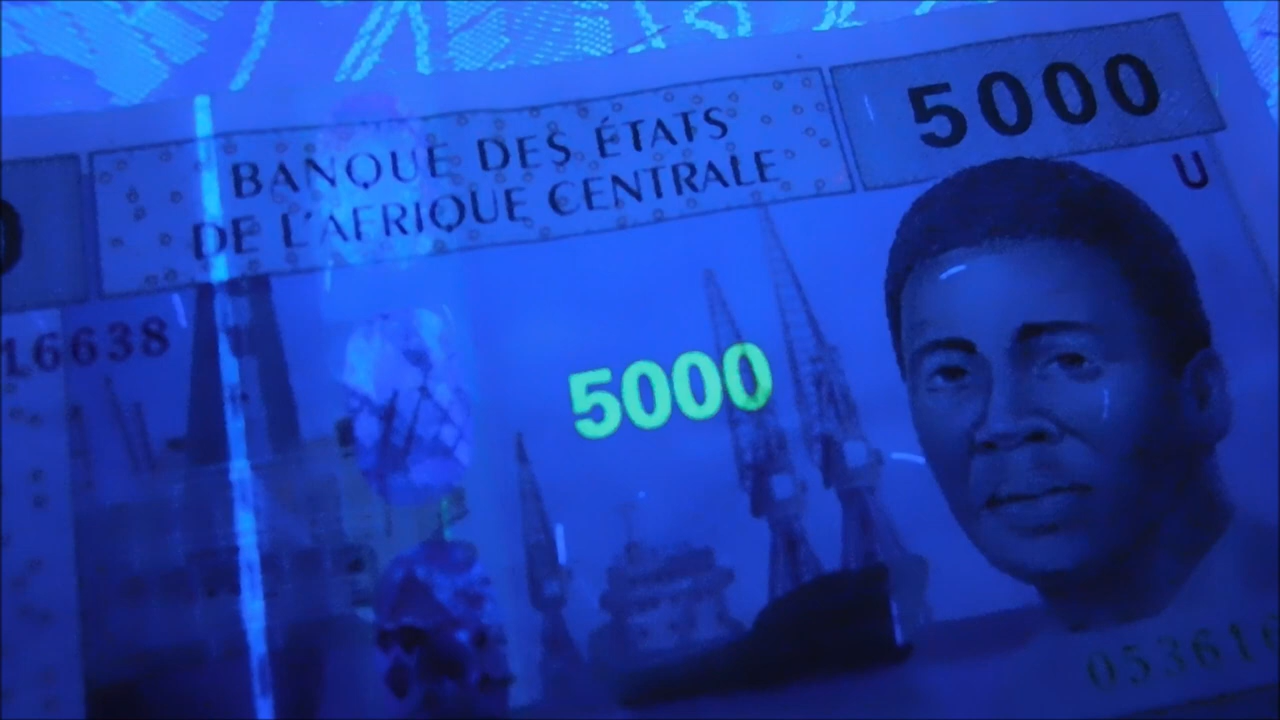 5000
BANQUE DES ÉTATS
DE L'AFRIQUE CENTRALE
U
16638
5000